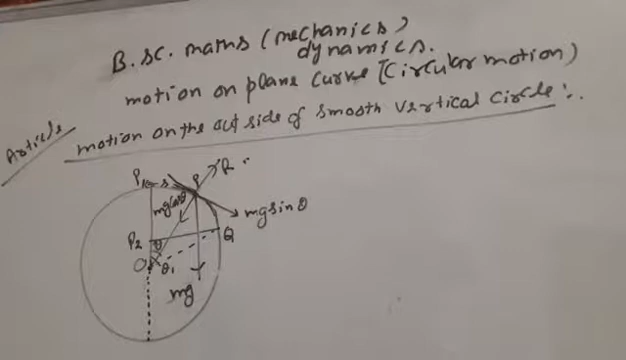 B.sc. maths (mechanics)
dynamics.
motion on plane curve [Circular motion)
Article
motion on the out side of smooth vertical circle:.
P1 s P R
mg cosθ
mg sin θ
P2 θ Q
O θ1
mg